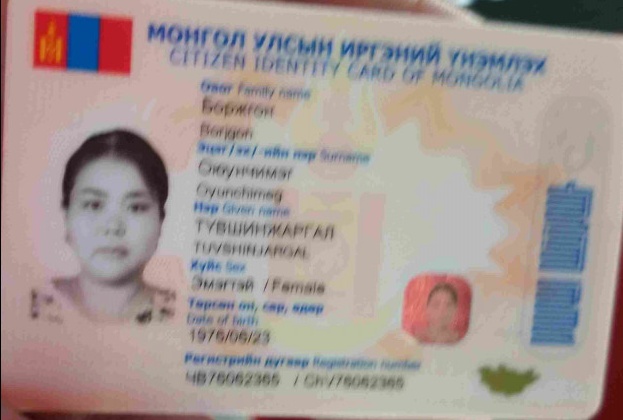 МОНГОЛ УЛСЫН ИРГЭНИЙ ҮНЭМЛЭХ
CITIZEN IDENTITY CARD OF MONGOLIA
Овог Family name
Боржгон
Borjgon
Эцэг/эх/-ийн нэр Surname
Оюунчимэг
Oyunchimeg
Нэр Given name
ТҮВШИНЖАРГАЛ
TUVSHINJARGAL
Хүйс Sex
Эмэгтэй / Female
Төрсөн он, сар, өдөр
Date of birth
1976/06/23
Регистрийн дугаар Registration number
ЧВ76062365 / ChV76062365